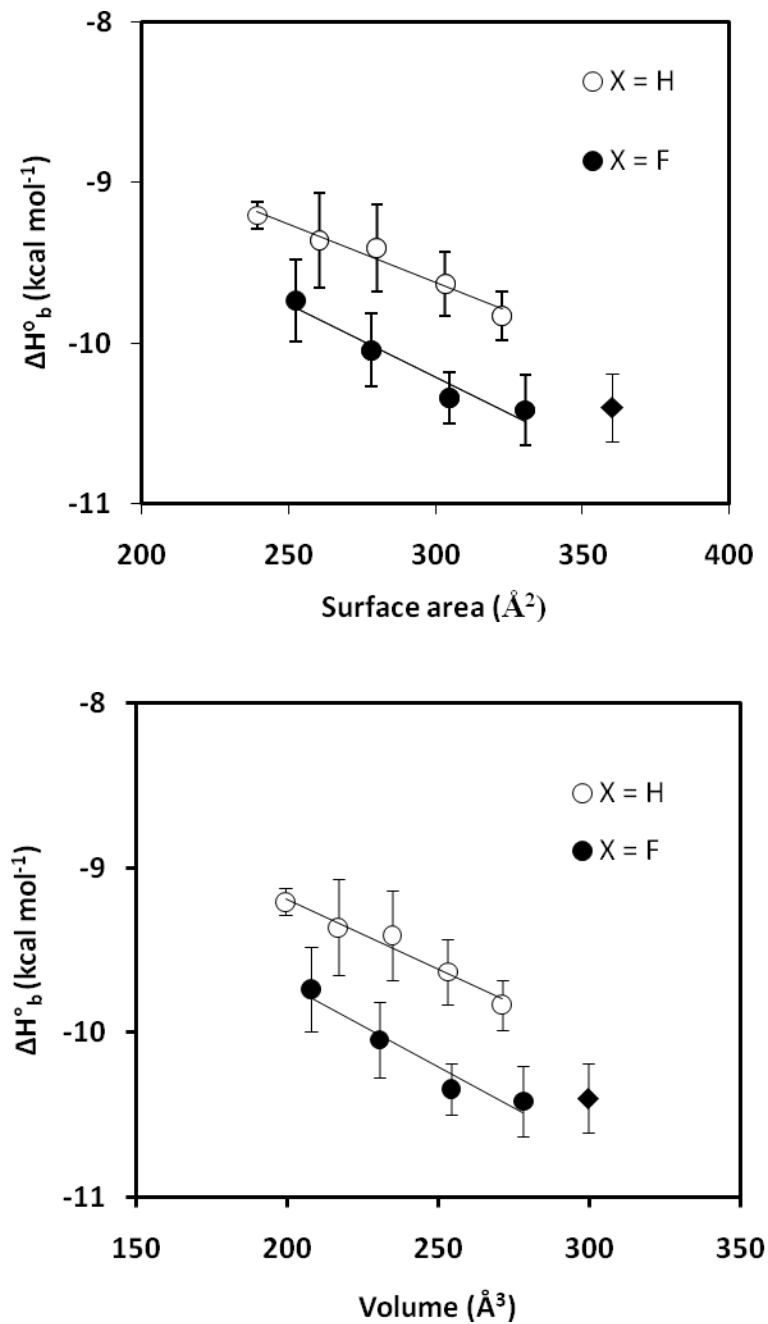 -8
-9
-10
-11
ΔH°b (kcal mol-1)
X = H
X = F
200 250 300 350 400
Surface area (Å2)
-8
-9
-10
-11
ΔH°b (kcal mol-1)
X = H
X = F
150 200 250 300 350
Volume (Å3)